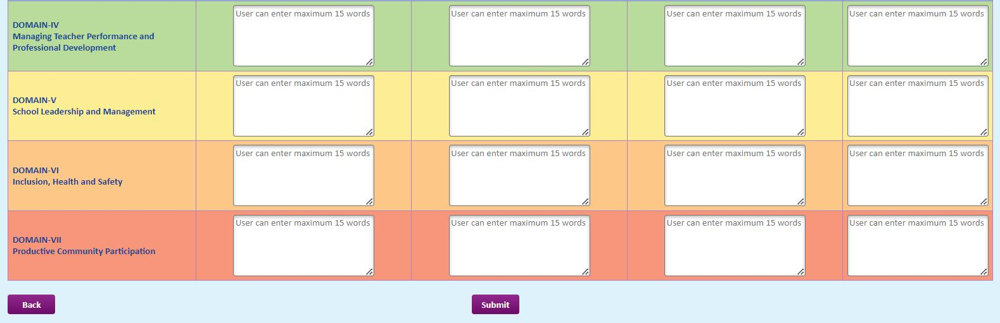 DOMAIN-IV
Managing Teacher Performance and
Professional Development
User can enter maximum 15 words
User can enter maximum 15 words
User can enter maximum 15 words
User can enter maximum 15 words
DOMAIN-V
School Leadership and Management
User can enter maximum 15 words
User can enter maximum 15 words
User can enter maximum 15 words
User can enter maximum 15 words
DOMAIN-VI
Inclusion, Health and Safety
User can enter maximum 15 words
User can enter maximum 15 words
User can enter maximum 15 words
User can enter maximum 15 words
DOMAIN-VII
Productive Community Participation
User can enter maximum 15 words
User can enter maximum 15 words
User can enter maximum 15 words
User can enter maximum 15 words
Back
Submit